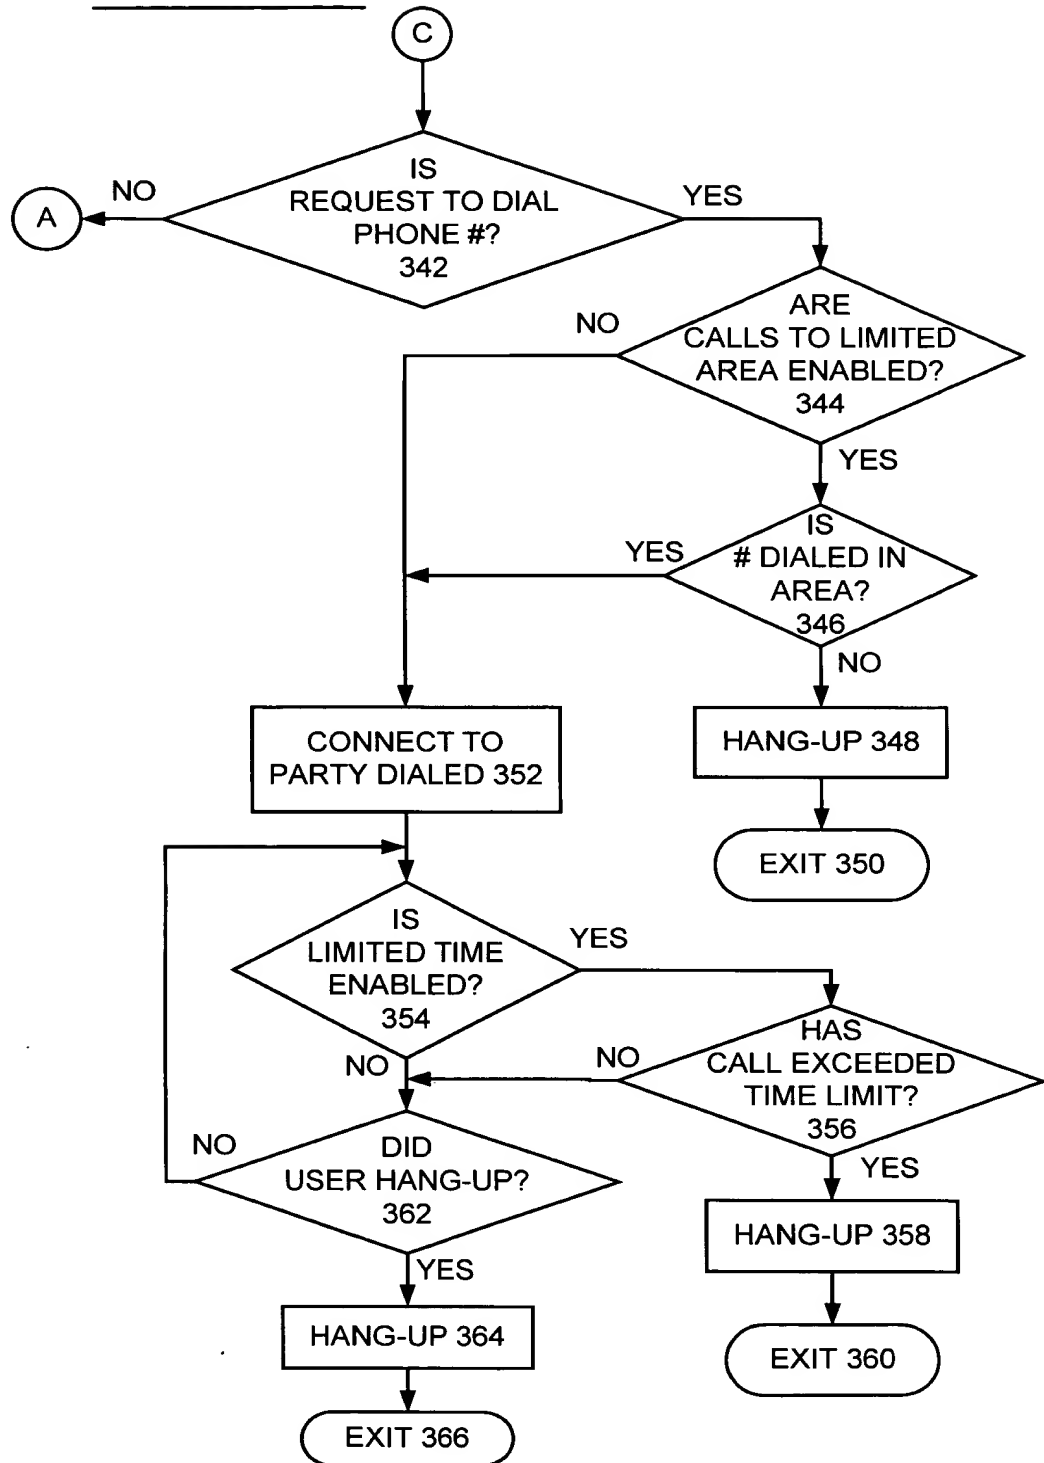 C
IS
REQUEST TO DIAL
PHONE #?
342
NO
A
YES
ARE
CALLS TO LIMITED
AREA ENABLED?
344
NO
YES
IS
# DIALED IN
AREA?
346
YES
NO
HANG-UP 348
EXIT 350
CONNECT TO
PARTY DIALED 352
IS
LIMITED TIME
ENABLED?
354
YES
NO
HAS
CALL EXCEEDED
TIME LIMIT?
356
NO
YES
HANG-UP 358
EXIT 360
DID
USER HANG-UP?
362
NO
YES
HANG-UP 364
EXIT 366